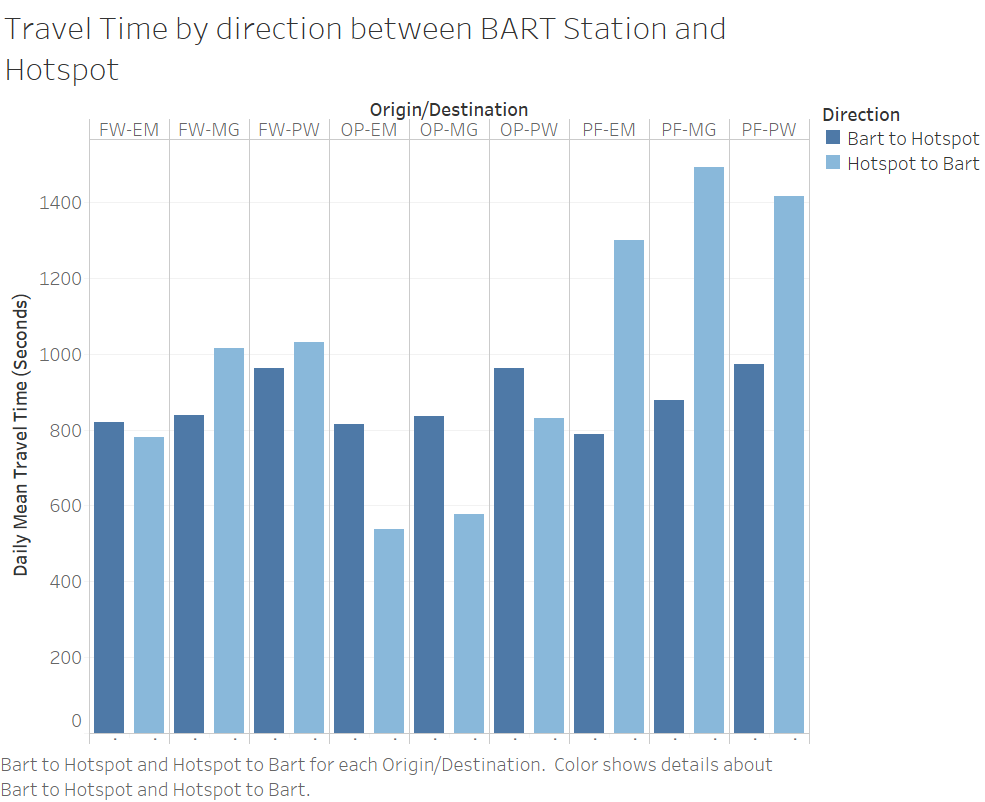 Travel Time by direction between BART Station and
Hotspot
Origin/Destination
FW-EM FW-MG FW-PW OP-EM OP-MG OP-PW PF-EM PF-MG PF-PW
Direction
Bart to Hotspot
Hotspot to Bart
Daily Mean Travel Time (Seconds)
1400
1200
1000
800
600
400
200
0
Bart to Hotspot and Hotspot to Bart for each Origin/Destination.  Color shows details about
Bart to Hotspot and Hotspot to Bart.